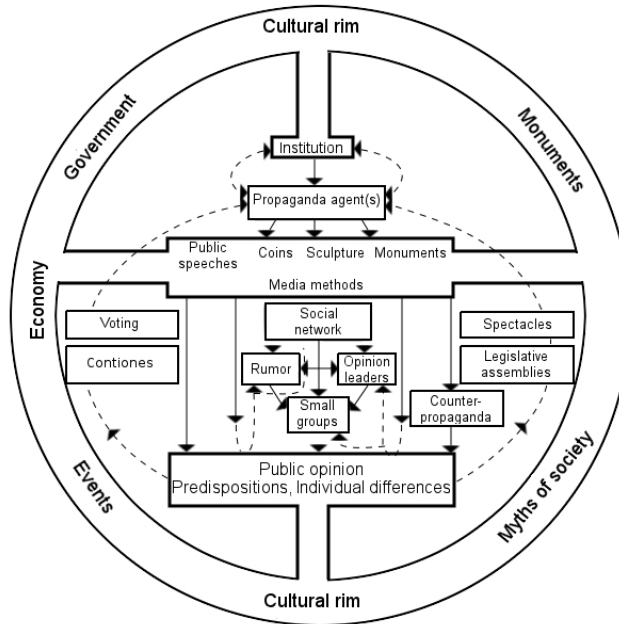 Cultural rim
Government
Monuments
Institution
Propaganda agent(s)
Public
speeches
Coins
Sculpture
Monuments
Media methods
Economy
Voting
Contiones
Social
network
Rumor
Opinion
leaders
Small
groups
Spectacles
Legislative
assemblies
Counter-
propaganda
Public opinion
Predispositions, Individual differences
Events
Myths of society
Cultural rim